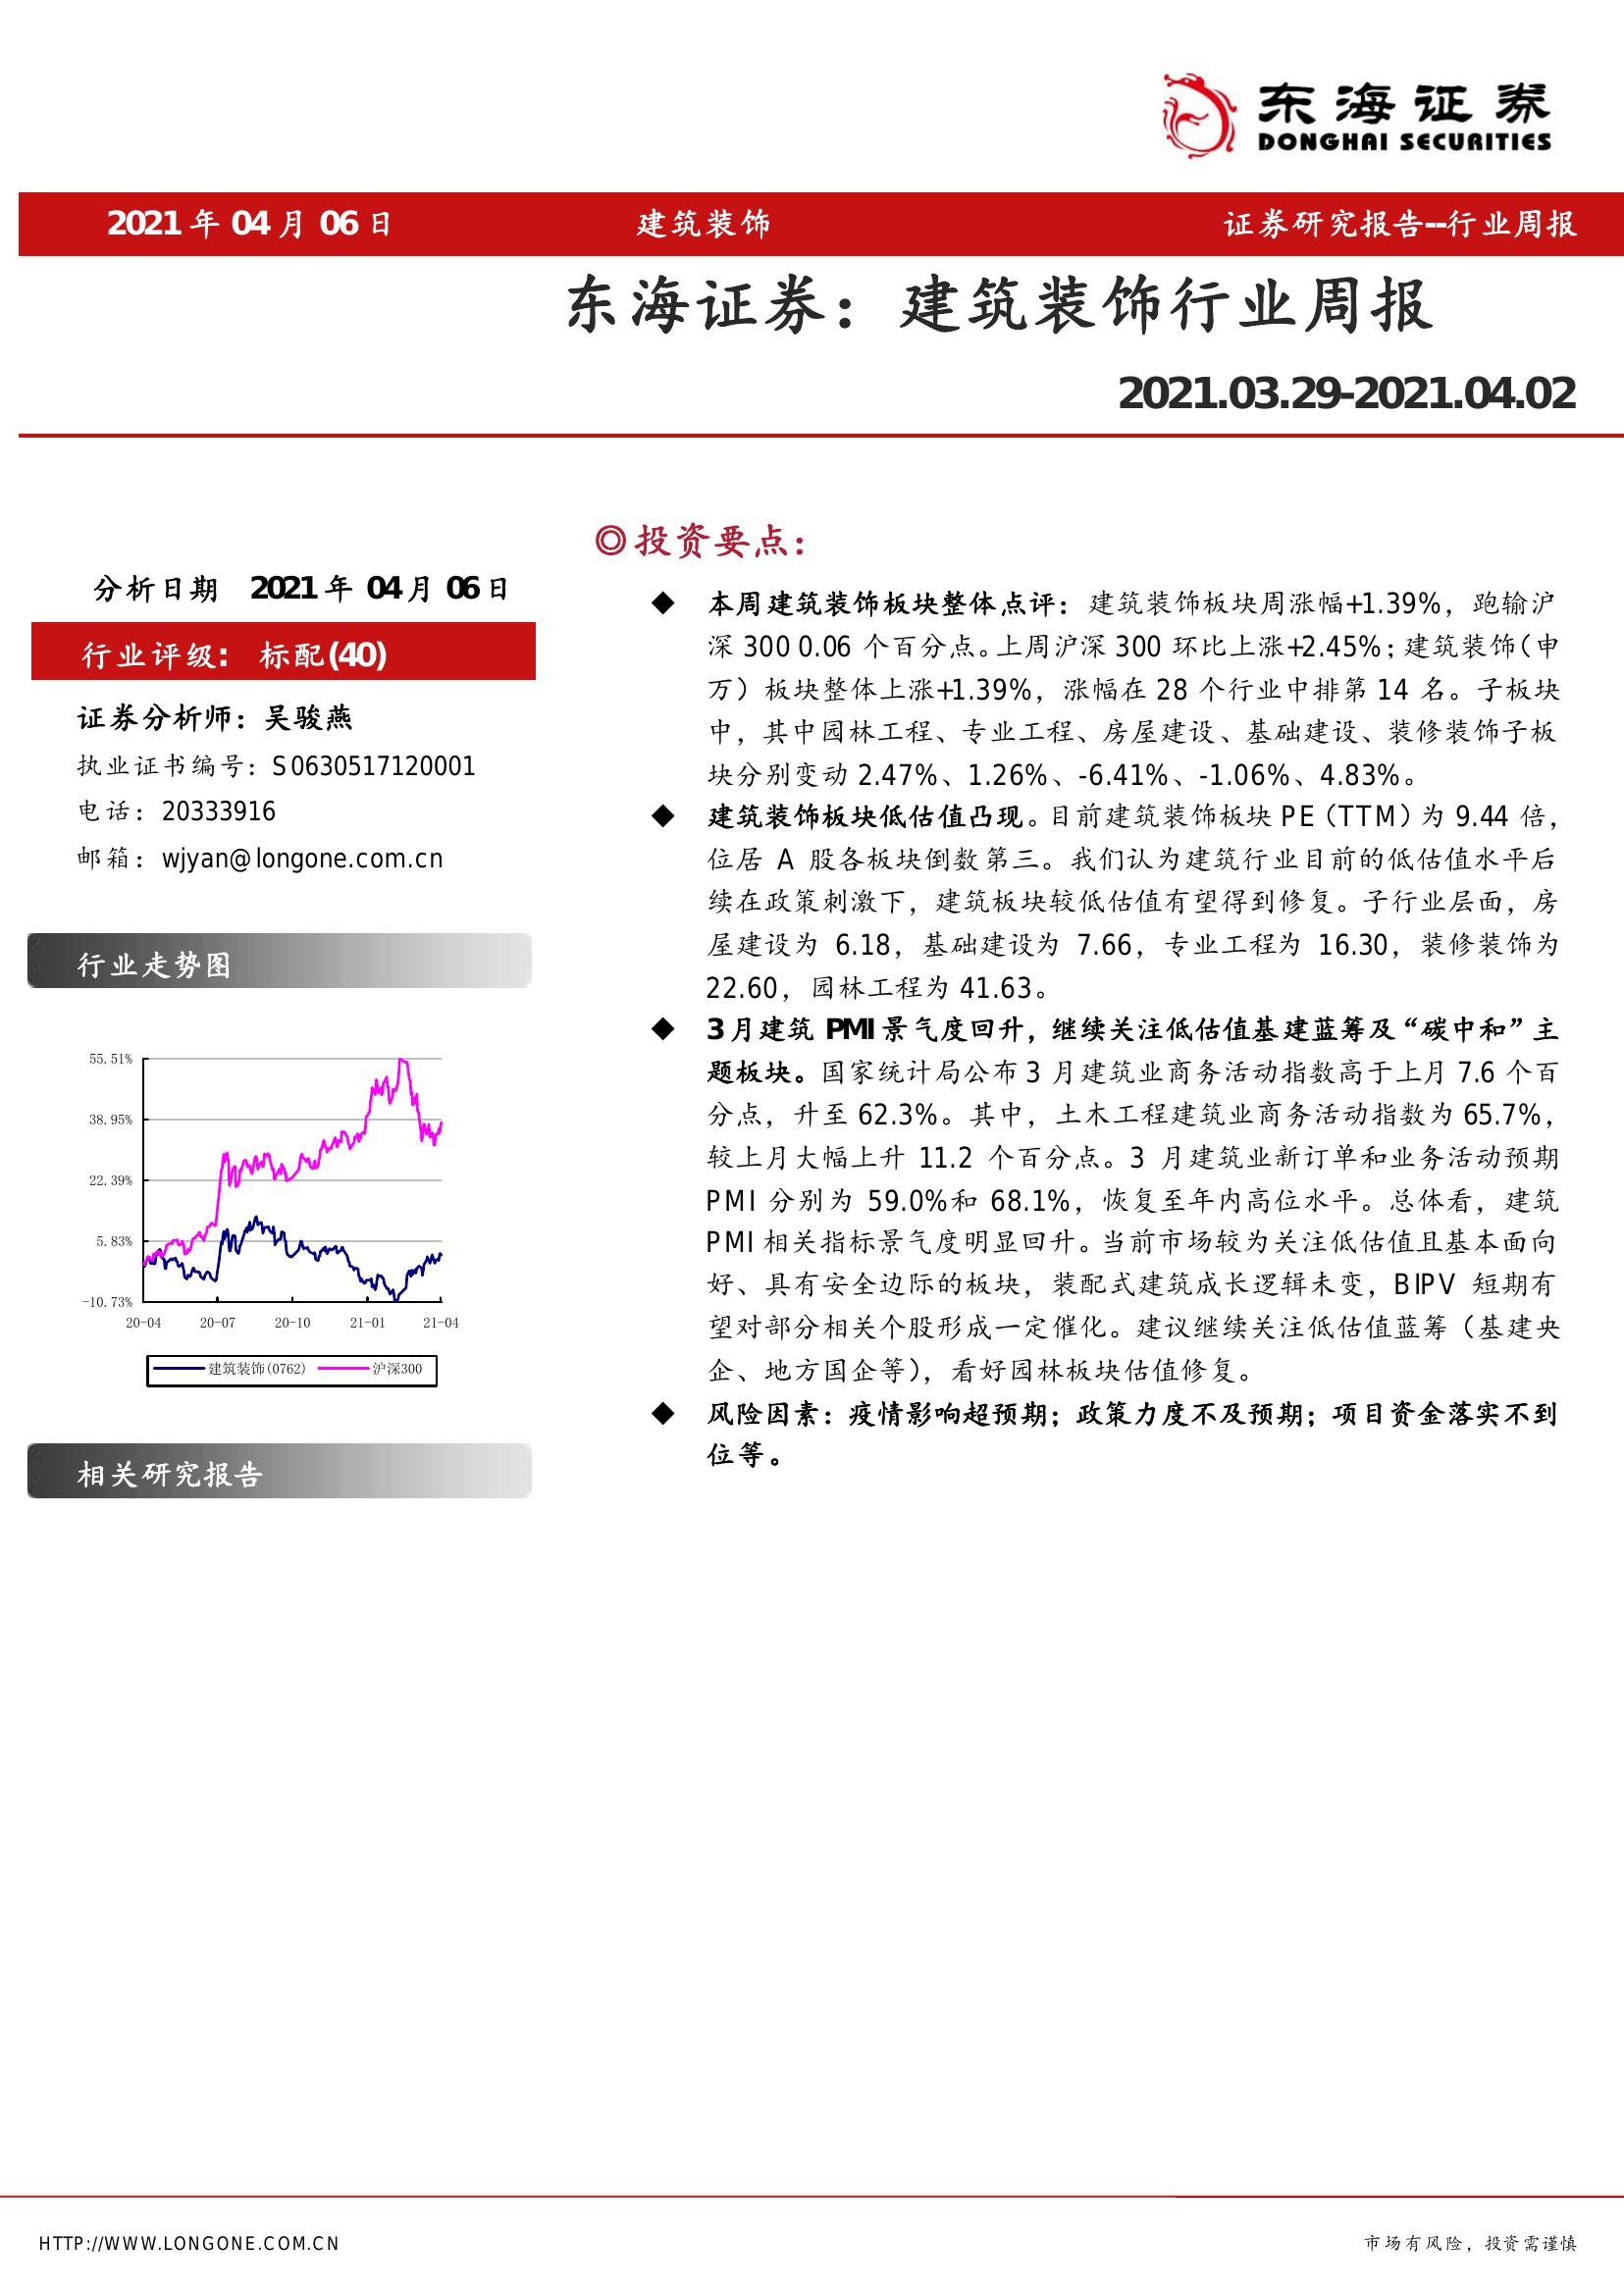 东海证券
DONGHAI SECURITIES
2021 年 04 月 06 日 建筑装饰 证券研究报告--行业周报
东海证券：建筑装饰行业周报
2021.03.29-2021.04.02
分析日期 2021 年 04 月 06 日
行业评级： 标配(40)
证券分析师：吴骏燕
执业证书编号：S0630517120001
电话：20333916
邮箱：wjyan@longone.com.cn
行业走势图
55.51%
38.95%
22.39%
5.83%
-10.73%
20-04 20-07 20-10 21-01 21-04
建筑装饰(0762) 沪深300
相关研究报告
◎投资要点：
◆ 本周建筑装饰板块整体点评：建筑装饰板块周涨幅+1.39%，跑输沪
深 300 0.06 个百分点。上周沪深 300 环比上涨+2.45%；建筑装饰（申
万）板块整体上涨+1.39%，涨幅在 28 个行业中排第 14 名。子板块
中，其中园林工程、专业工程、房屋建设、基础建设、装修装饰子板
块分别变动 2.47%、1.26%、-6.41%、-1.06%、4.83%。
◆ 建筑装饰板块低估值凸现。目前建筑装饰板块 PE（TTM）为 9.44 倍，
位居 A 股各板块倒数第三。我们认为建筑行业目前的低估值水平后
续在政策刺激下，建筑板块较低估值有望得到修复。子行业层面，房
屋建设为 6.18，基础建设为 7.66，专业工程为 16.30，装修装饰为
22.60，园林工程为 41.63。
◆ 3 月建筑 PMI 景气度回升，继续关注低估值基建蓝筹及“碳中和”主
题板块。国家统计局公布 3 月建筑业商务活动指数高于上月 7.6 个百
分点，升至 62.3%。其中，土木工程建筑业商务活动指数为 65.7%，
较上月大幅上升 11.2 个百分点。3 月建筑业新订单和业务活动预期
PMI 分别为 59.0%和 68.1%，恢复至年内高位水平。总体看，建筑
PMI 相关指标景气度明显回升。当前市场较为关注低估值且基本面向
好、具有安全边际的板块，装配式建筑成长逻辑未变，BIPV 短期有
望对部分相关个股形成一定催化。建议继续关注低估值蓝筹（基建央
企、地方国企等），看好园林板块估值修复。
◆ 风险因素：疫情影响超预期；政策力度不及预期；项目资金落实不到
位等。
HTTP://WWW.LONGONE.COM.CN 市场有风险，投资需谨慎